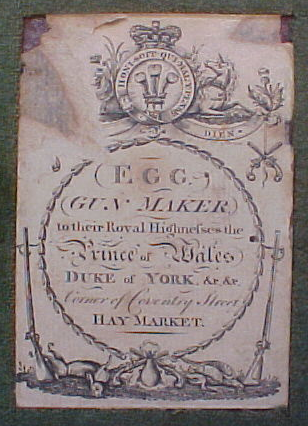 HONI SOIT QUI MAL Y PENSE
DIEN
EGG
GUN MAKER
to their Royal Highneſses the
Prince of Wales
DUKE of YORK, &c. &c.
Corner of Coventry Street
HAY MARKET.